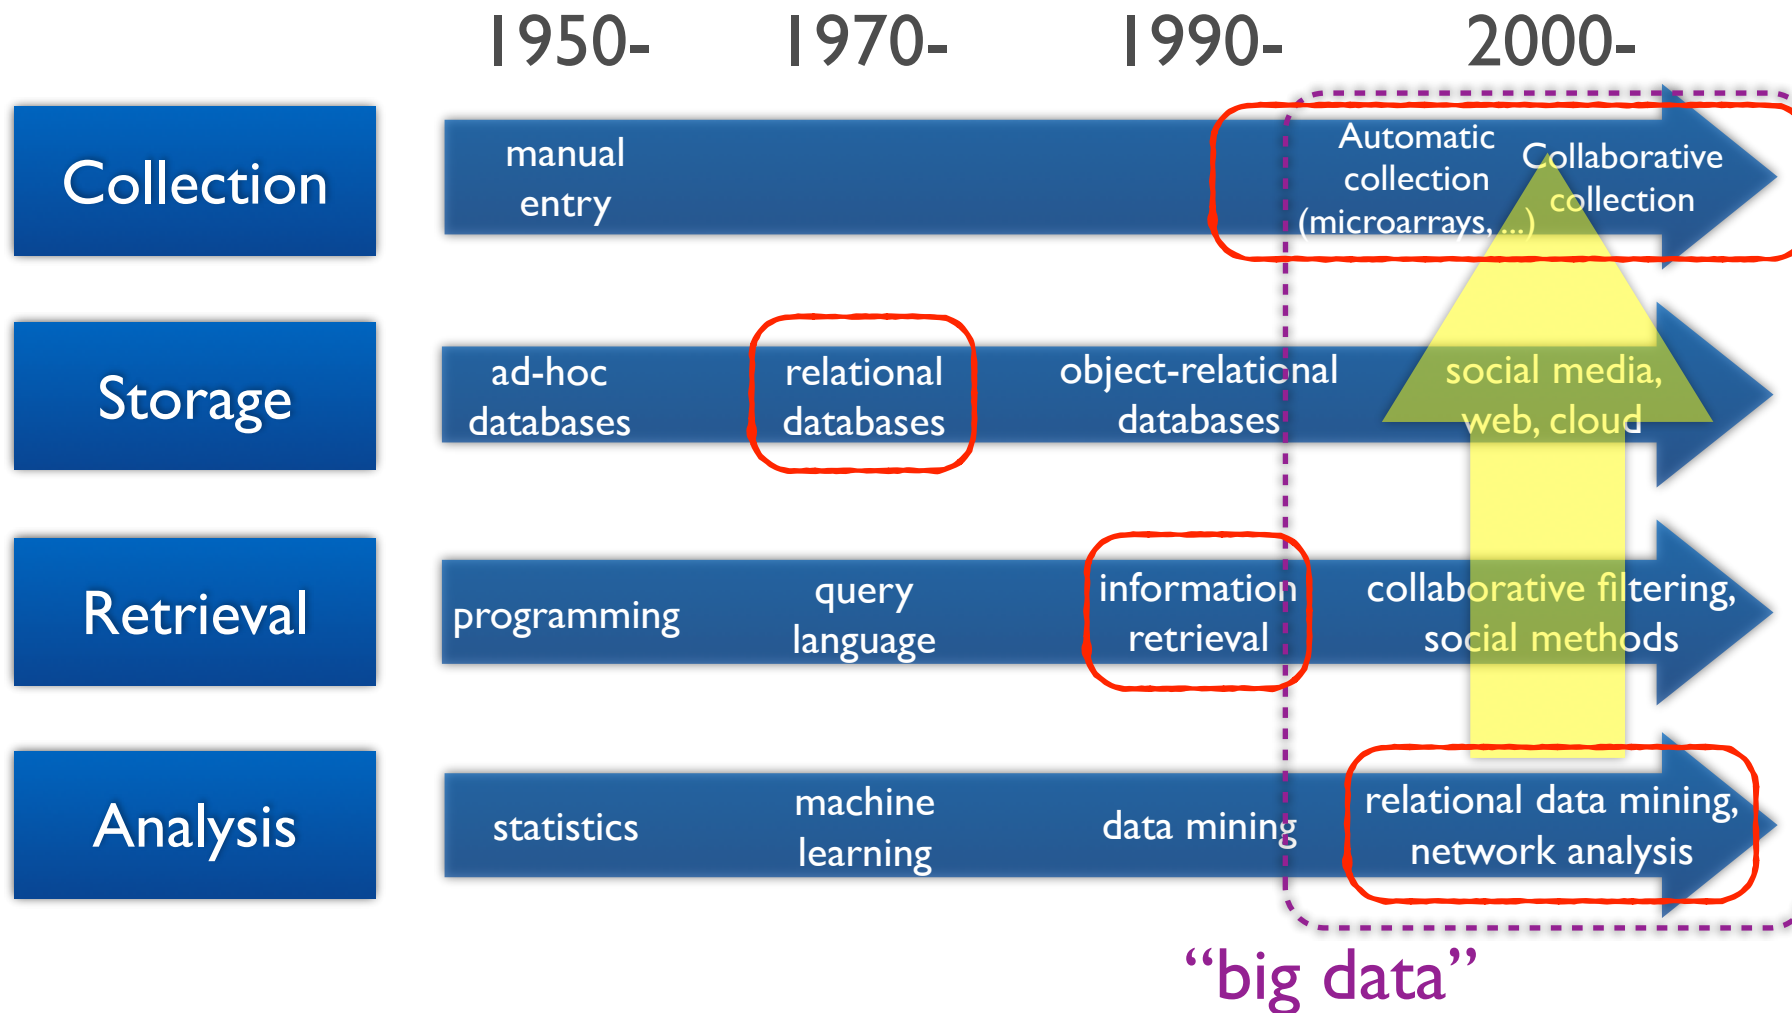 1950-
1970-
1990-
2000-
Collection
manual
entry
Automatic
collection
(microarrays, ...)
Collaborative
collection
Storage
ad-hoc
databases
relational
databases
object-relational
databases
social media,
web, cloud
Retrieval
programming
query
language
information
retrieval
collaborative filtering,
social methods
Analysis
statistics
machine
learning
data mining
relational data mining,
network analysis
“big data”